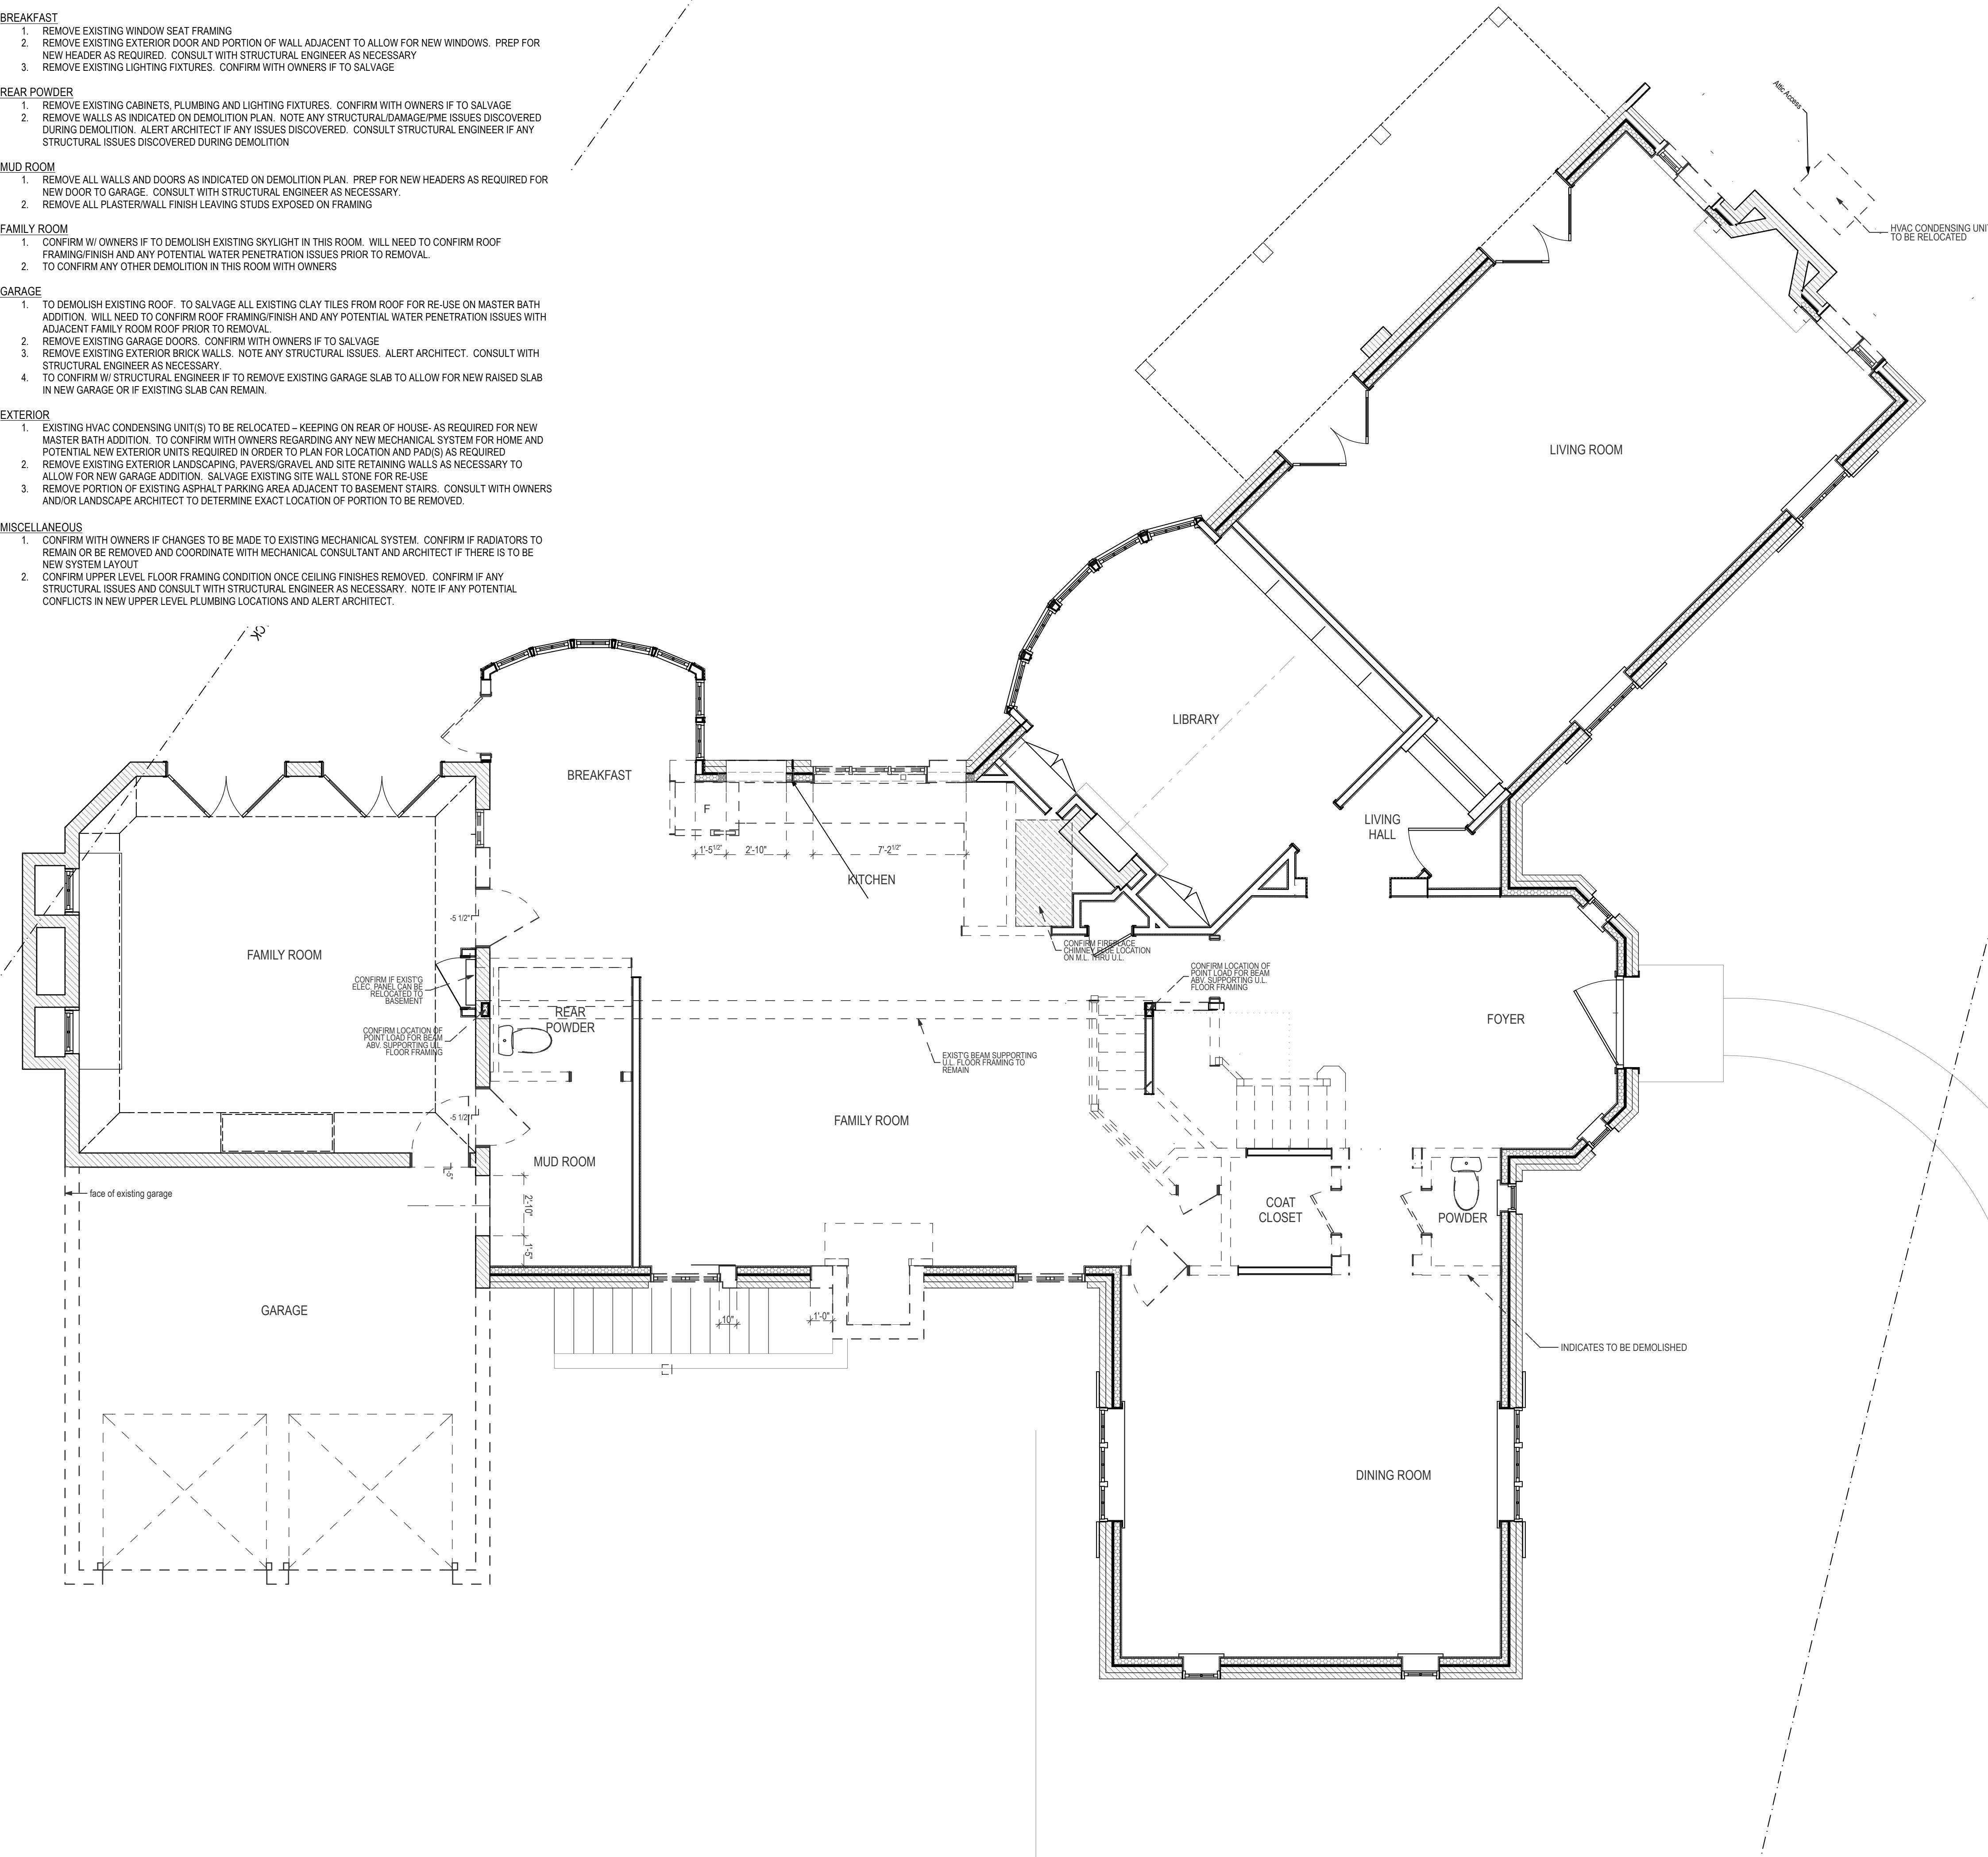 BREAKFAST
1. REMOVE EXISTING WINDOW SEAT FRAMING
2. REMOVE EXISTING EXTERIOR DOOR AND PORTION OF WALL ADJACENT TO ALLOW FOR NEW WINDOWS. PREP FOR
NEW HEADER AS REQUIRED. CONSULT WITH STRUCTURAL ENGINEER AS NECESSARY
3. REMOVE EXISTING LIGHTING FIXTURES. CONFIRM WITH OWNERS IF TO SALVAGE
REAR POWDER
1. REMOVE EXISTING CABINETS, PLUMBING AND LIGHTING FIXTURES. CONFIRM WITH OWNERS IF TO SALVAGE
2. REMOVE WALLS AS INDICATED ON DEMOLITION PLAN. NOTE ANY STRUCTURAL/DAMAGE/PME ISSUES DISCOVERED
DURING DEMOLITION. ALERT ARCHITECT IF ANY ISSUES DISCOVERED. CONSULT STRUCTURAL ENGINEER IF ANY
STRUCTURAL ISSUES DISCOVERED DURING DEMOLITION
MUD ROOM
1. REMOVE ALL WALLS AND DOORS AS INDICATED ON DEMOLITION PLAN. PREP FOR NEW HEADERS AS REQUIRED FOR
NEW DOOR TO GARAGE. CONSULT WITH STRUCTURAL ENGINEER AS NECESSARY.
2. REMOVE ALL PLASTER/WALL FINISH LEAVING STUDS EXPOSED ON FRAMING
FAMILY ROOM
1. CONFIRM W/ OWNERS IF TO DEMOLISH EXISTING SKYLIGHT IN THIS ROOM. WILL NEED TO CONFIRM ROOF
FRAMING/FINISH AND ANY POTENTIAL WATER PENETRATION ISSUES PRIOR TO REMOVAL.
2. TO CONFIRM ANY OTHER DEMOLITION IN THIS ROOM WITH OWNERS
GARAGE
1. TO DEMOLISH EXISTING ROOF. TO SALVAGE ALL EXISTING CLAY TILES FROM ROOF FOR RE-USE ON MASTER BATH
ADDITION. WILL NEED TO CONFIRM ROOF FRAMING/FINISH AND ANY POTENTIAL WATER PENETRATION ISSUES WITH
ADJACENT FAMILY ROOM ROOF PRIOR TO REMOVAL.
2. REMOVE EXISTING GARAGE DOORS. CONFIRM WITH OWNERS IF TO SALVAGE
3. REMOVE EXISTING EXTERIOR BRICK WALLS. NOTE ANY STRUCTURAL ISSUES. ALERT ARCHITECT. CONSULT WITH
STRUCTURAL ENGINEER AS NECESSARY.
4. TO CONFIRM W/ STRUCTURAL ENGINEER IF TO REMOVE EXISTING GARAGE SLAB TO ALLOW FOR NEW RAISED SLAB
IN NEW GARAGE OR IF EXISTING SLAB CAN REMAIN.
EXTERIOR
1. EXISTING HVAC CONDENSING UNIT(S) TO BE RELOCATED – KEEPING ON REAR OF HOUSE- AS REQUIRED FOR NEW
MASTER BATH ADDITION. TO CONFIRM WITH OWNERS REGARDING ANY NEW MECHANICAL SYSTEM FOR HOME AND
POTENTIAL NEW EXTERIOR UNITS REQUIRED IN ORDER TO PLAN FOR LOCATION AND PAD(S) AS REQUIRED
2. REMOVE EXISTING EXTERIOR LANDSCAPING, PAVERS/GRAVEL AND SITE RETAINING WALLS AS NECESSARY TO
ALLOW FOR NEW GARAGE ADDITION. SALVAGE EXISTING SITE WALL STONE FOR RE-USE
3. REMOVE PORTION OF EXISTING ASPHALT PARKING AREA ADJACENT TO BASEMENT STAIRS. CONSULT WITH OWNERS
AND/OR LANDSCAPE ARCHITECT TO DETERMINE EXACT LOCATION OF PORTION TO BE REMOVED.
MISCELLANEOUS
1. CONFIRM WITH OWNERS IF CHANGES TO BE MADE TO EXISTING MECHANICAL SYSTEM. CONFIRM IF RADIATORS TO
REMAIN OR BE REMOVED AND COORDINATE WITH MECHANICAL CONSULTANT AND ARCHITECT IF THERE IS TO BE
NEW SYSTEM LAYOUT
2. CONFIRM UPPER LEVEL FLOOR FRAMING CONDITION ONCE CEILING FINISHES REMOVED. CONFIRM IF ANY
STRUCTURAL ISSUES AND CONSULT WITH STRUCTURAL ENGINEER AS NECESSARY. NOTE IF ANY POTENTIAL
CONFLICTS IN NEW UPPER LEVEL PLUMBING LOCATIONS AND ALERT ARCHITECT.
Attic Access
HVAC CONDENSING UNI
TO BE RELOCATED
LIVING ROOM
CK
LIBRARY
BREAKFAST
F
LIVING
HALL
1'-5 1/2"
2'-10"
7'-2 1/2"
KITCHEN
-5 1/2"
CONFIRM FIREPLACE
CHIMNEY FLUE LOCATION
ON M.L. THRU U.L.
FAMILY ROOM
CONFIRM IF EXIST'G
ELEC. PANEL CAN BE
RELOCATED TO
BASEMENT
CONFIRM LOCATION OF
POINT LOAD FOR BEAM
ABV. SUPPORTING U.L.
FLOOR FRAMING
REAR
POWDER
FOYER
CONFIRM LOCATION OF
POINT LOAD FOR BEAM
ABV. SUPPORTING U.L.
FLOOR FRAMING
EXIST'G BEAM SUPPORTING
U.L. FLOOR FRAMING TO
REMAIN
-5 1/2"
FAMILY ROOM
MUD ROOM
-5"
face of existing garage
2'-10"
1'-5"
COAT
CLOSET
POWDER
GARAGE
10"
1'-0"
INDICATES TO BE DEMOLISHED
DINING ROOM